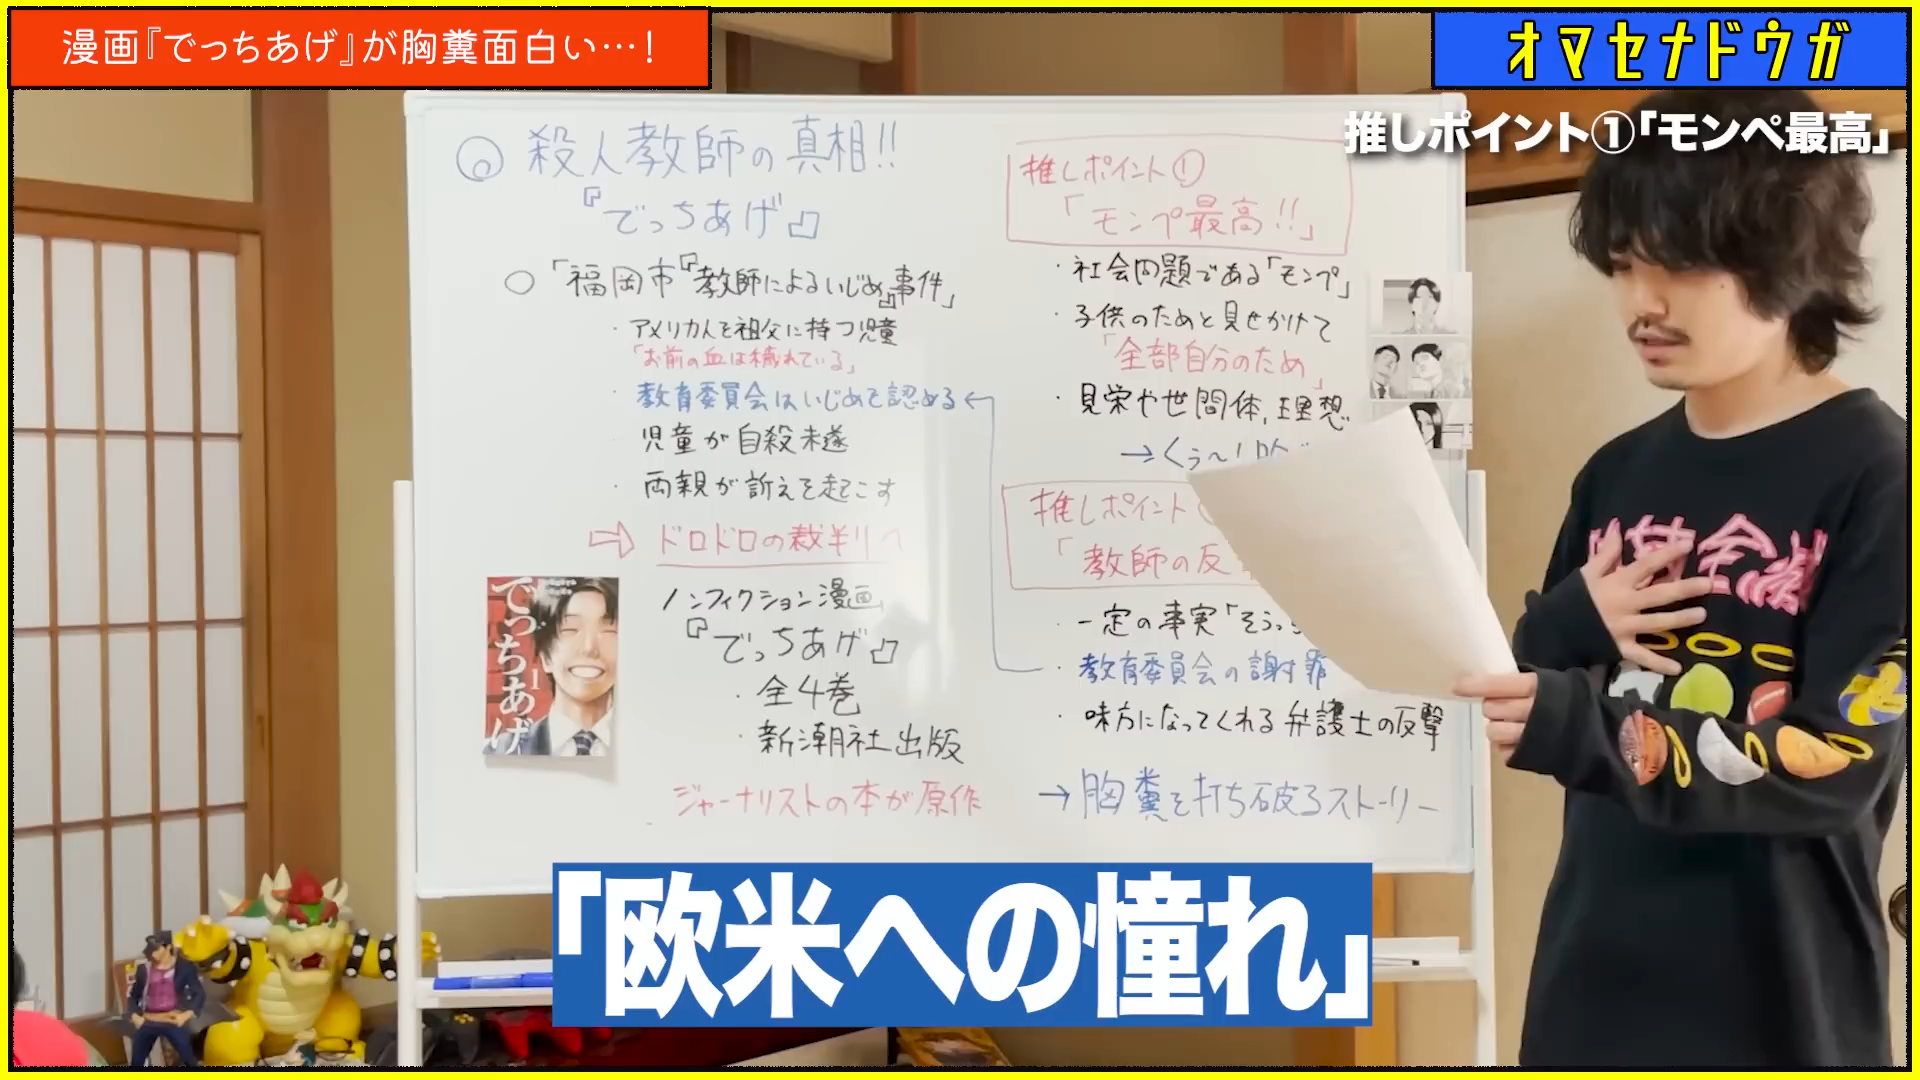 漫画『でっちあげ』が胸糞面白い…!
オマセナドウガ
推しポイント①「モンペ最高」
殺人教師の真相!!
『でっちあげ』
○「福岡市『教師によるいじめ』事件」
・アメリカ人を祖父に持つ児童
「お前の血は穢れている」
・教育委員会はいじめを認める
児童が自殺未遂
・両親が訴えを起こす
⇒ドロドロの裁判へ
ノンフィクション漫画
『でっちあげ』
・全4巻
・新潮社出版
ジャーナリストの本が原作
でっちあげ
1
推しポイント①
「モンペ最高!!」
・社会問題である「モンペ」
・子供のためと見せかけて
「全部自分のため」
・見栄や世間体,理想
→くぅ〜!
推しポイント
「教師の反
・一定の事実「そうっ
・教育委員会の謝罪
・味方になってくれる弁護士の反撃
→胸糞を打ち破るストーリー
「欧米への憧れ」